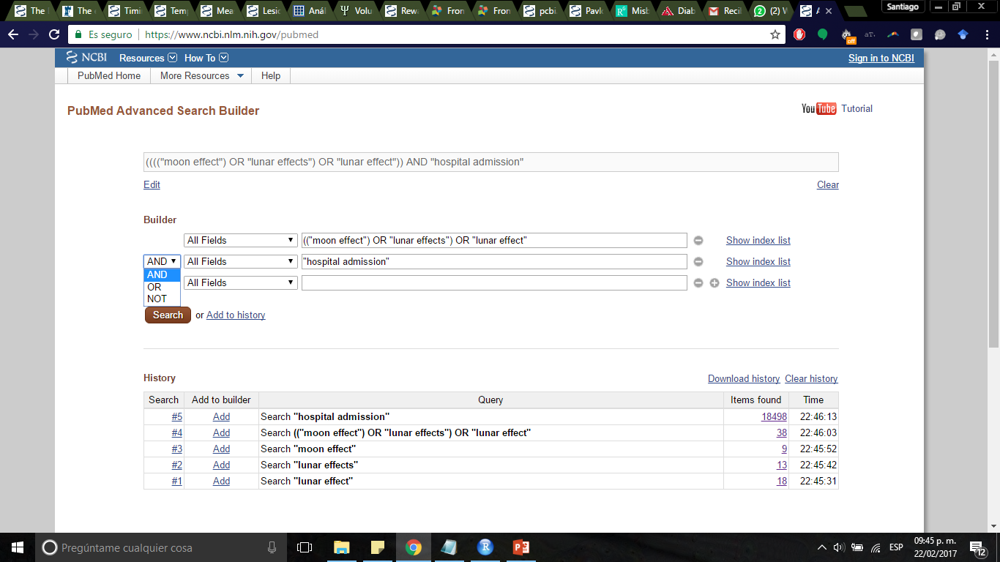 The
The
Timi
Temp
Mea
Lesic
Anál
Volu
Rewa
Fron
Fron
pcbi.
Pavlo
Misb
Diab
Recil
(2) W
A
Santiago
Es seguro https://www.ncbi.nlm.nih.gov/pubmed
off
aT.
NCBI Resources How To Sign in to NCBI
PubMed Home More Resources Help
PubMed Advanced Search Builder
YouTube Tutorial
(((("moon effect") OR "lunar effects") OR "lunar effect")) AND "hospital admission"
Edit Clear
Builder
All Fields (("moon effect") OR "lunar effects") OR "lunar effect" Show index list
AND All Fields "hospital admission" Show index list
AND
All Fields Show index list
OR
NOT
Search or Add to history
History Download history Clear history
Search Add to builder Query Items found Time
#5 Add Search "hospital admission" 18498 22:46:13
#4 Add Search (("moon effect") OR "lunar effects") OR "lunar effect" 38 22:46:03
#3 Add Search "moon effect" 9 22:45:52
#2 Add Search "lunar effects" 13 22:45:42
#1 Add Search "lunar effect" 18 22:45:31
Pregúntame cualquier cosa
ESP
09:45 p. m.
22/02/2017
12